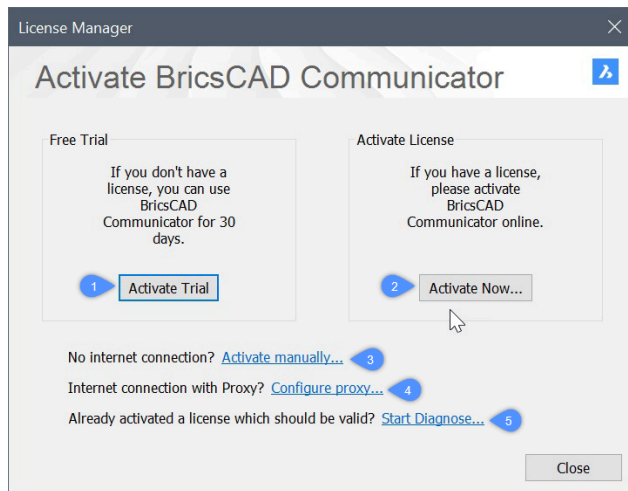 License Manager
Activate BricsCAD Communicator
Free Trial
If you don't have a
license, you can use
BricsCAD
Communicator for 30
days.
1 Activate Trial
Activate License
If you have a license,
please activate
BricsCAD
Communicator online.
2 Activate Now...
No internet connection? Activate manually... 3
Internet connection with Proxy? Configure proxy... 4
Already activated a license which should be valid? Start Diagnose... 5
Close